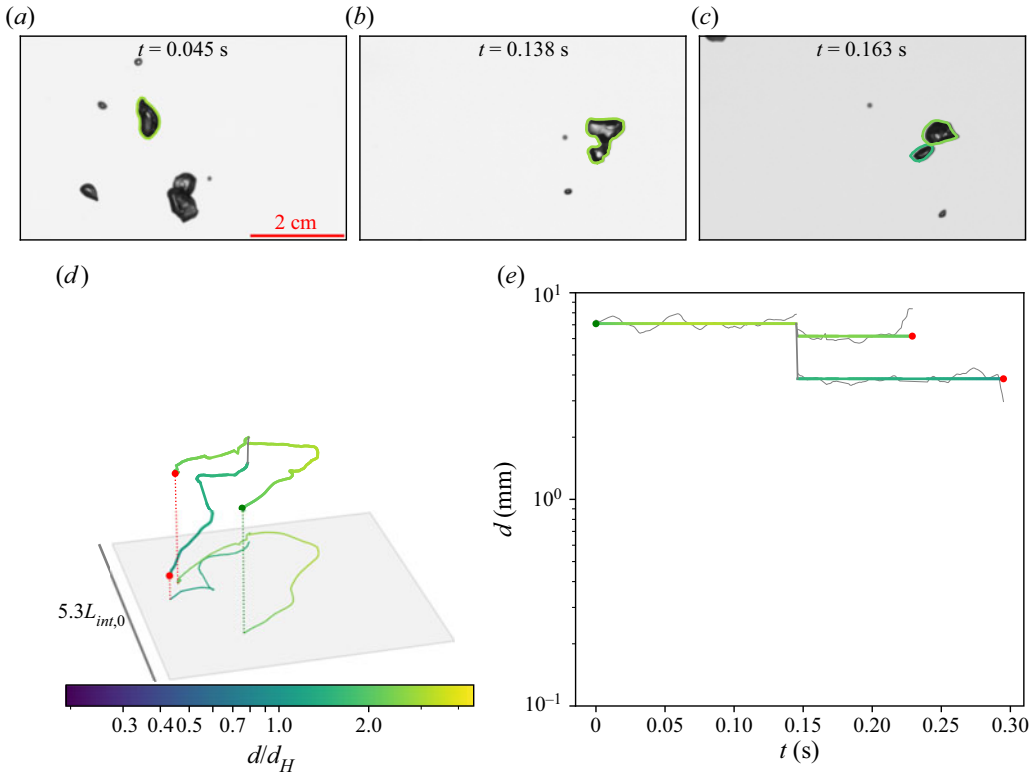 (a)
t = 0.045 s
2 cm
(b)
t = 0.138 s
(c)
t = 0.163 s
(d)
5.3L_{int,0}
0.3 0.4 0.5 0.7 1.0 2.0
d/d_H
(e)
10^1
10^0
10^{-1}
d (mm)
0 0.05 0.10 0.15 0.20 0.25 0.30
t (s)